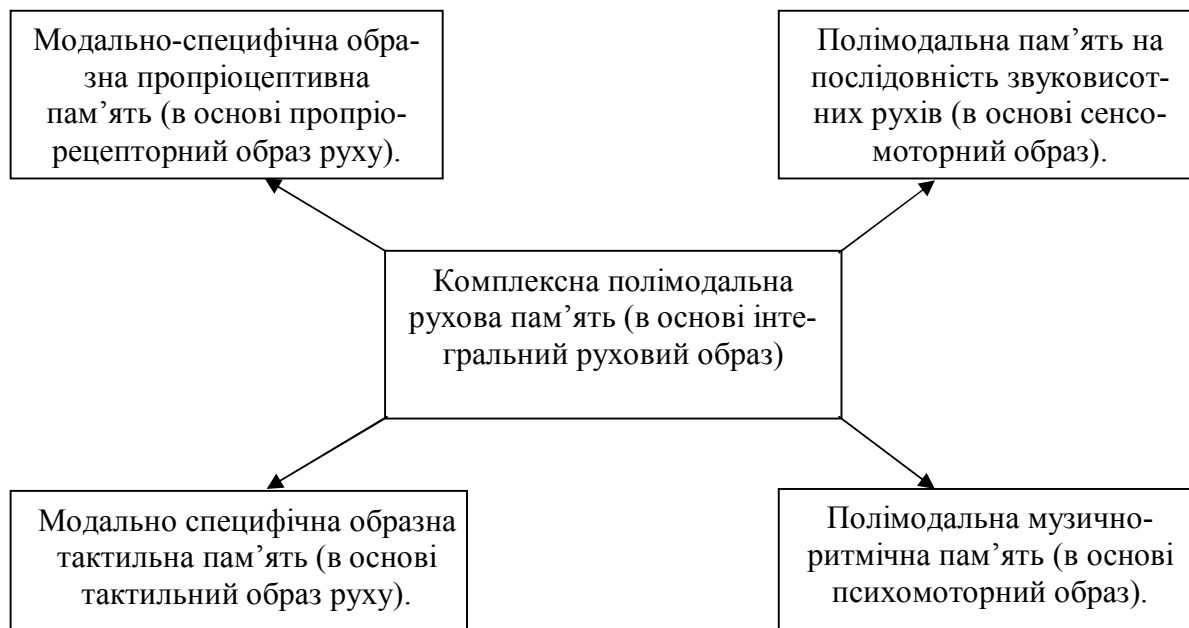 Модально-специфічна обра-
зна пропріоцептивна
пам’ять (в основі пропріо-
рецепторний образ руху).
Полімодальна пам’ять на
послідовність звуковисот-
них рухів (в основі сенсо-
моторний образ).
Комплексна полімодальна
рухова пам’ять (в основі інте-
гральний руховий образ)
Модально специфічна образна
тактильна пам’ять (в основі
тактильний образ руху).
Полімодальна музично-
ритмічна пам’ять (в основі
психомоторний образ).